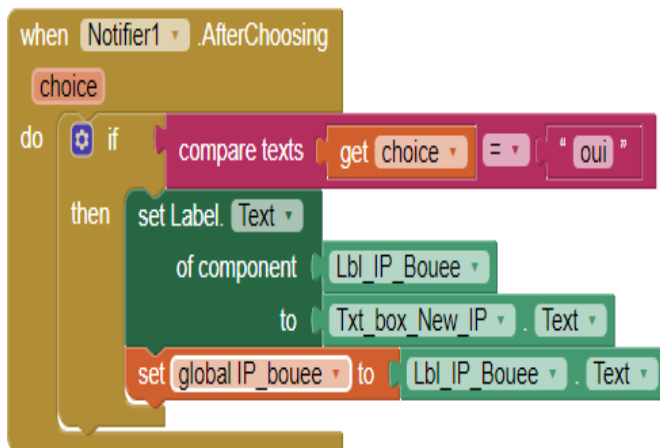 when Notifier1 .AfterChoosing
choice
do if compare texts get choice = " oui "
then set Label. Text
of component Lbl_IP_Bouee
to Txt_box_New_IP . Text
set global IP_bouee to Lbl_IP_Bouee . Text